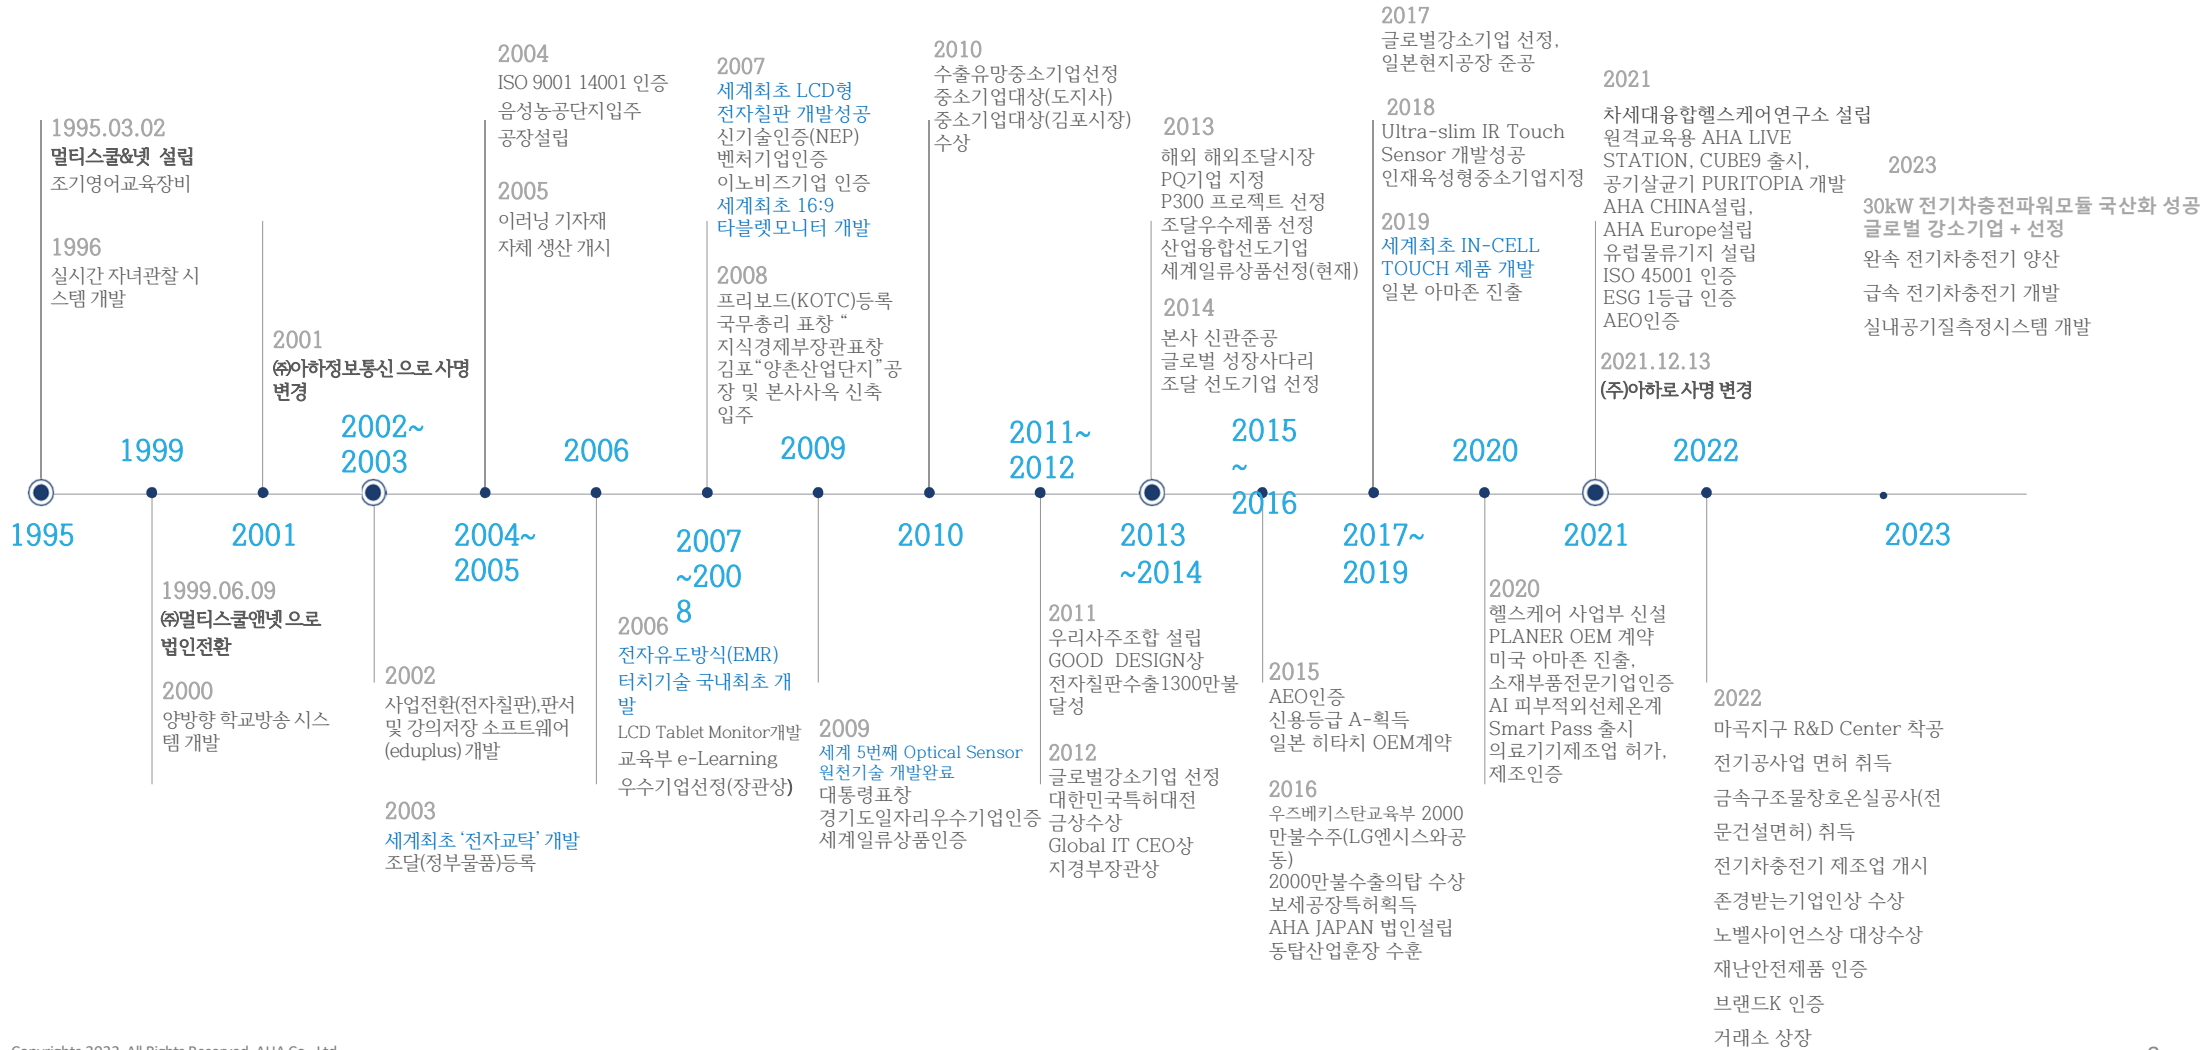 1995.03.02
멀티스쿨&넷 설립
조기영어교육장비
1996
실시간 자녀관찰 시
스템 개발
1995
1999
1999.06.09
㈜멀티스쿨앤넷 으로
법인전환
2000
양방향 학교방송 시스
템 개발
2001
㈜아하정보통신 으로 사명
변경
2001
2002~
2003
2002
사업전환(전자칠판),판서
및 강의저장 소프트웨어
(eduplus) 개발
2003
세계최초 ‘전자교탁’ 개발
조달(정부물품)등록
2004
ISO 9001 14001 인증
음성농공단지입주
공장설립
2005
이러닝 기자재
자체 생산 개시
2004~
2005
2006
2006
전자유도방식(EMR)
터치기술 국내최초 개
발
LCD Tablet Monitor개발
교육부 e-Learning
우수기업선정(장관상)
2007
세계최초 LCD형
전자칠판 개발성공
신기술인증(NEP)
벤처기업인증
이노비즈기업 인증
세계최초 16:9
타블렛모니터 개발
2008
프리보드(KOTC)등록
국무총리 표창 “
지식경제부장관표창
김포“양촌산업단지”공
장 및 본사사옥 신축
입주
2007
~200
8
2009
2009
세계 5번째 Optical Sensor
원천기술 개발완료
대통령표창
경기도일자리우수기업인증
세계일류상품인증
2010
수출유망중소기업선정
중소기업대상(도지사)
중소기업대상(김포시장)
수상
2010
2011~
2012
2011
우리사주조합 설립
GOOD DESIGN상
전자칠판수출1300만불
달성
2012
글로벌강소기업 선정
대한민국특허대전
금상수상
Global IT CEO상
지경부장관상
2013
해외 해외조달시장
PQ기업 지정
P300 프로젝트 선정
조달우수제품 선정
산업융합선도기업
세계일류상품선정(현재)
2014
본사 신관준공
글로벌 성장사다리
조달 선도기업 선정
2013
~2014
2015
~
2016
2015
AEO인증
신용등급 A-획득
일본 히타치 OEM계약
2016
우즈베키스탄교육부 2000
만불수주(LG엔시스와공
동)
2000만불수출의탑 수상
보세공장특허획득
AHA JAPAN 법인설립
동탑산업훈장 수훈
2017
글로벌강소기업 선정,
일본현지공장 준공
2018
Ultra-slim IR Touch
Sensor 개발성공
인재육성형중소기업지정
2019
세계최초 IN-CELL
TOUCH 제품 개발
일본 아마존 진출
2017~
2019
2020
2020
헬스케어 사업부 신설
PLANER OEM 계약
미국 아마존 진출,
소재부품전문기업인증
AI 피부적외선체온계
Smart Pass 출시
의료기기제조업 허가,
제조인증
2021
차세대융합헬스케어연구소 설립
원격교육용 AHA LIVE
STATION, CUBE9 출시,
공기살균기 PURITOPIA 개발
AHA CHINA설립,
AHA Europe설립
유럽물류기지 설립
ISO 45001 인증
ESG 1등급 인증
AEO인증
2021.12.13
(주)아하로 사명 변경
2021
2022
2022
마곡지구 R&D Center 착공
전기공사업 면허 취득
금속구조물창호온실공사(전
문건설면허) 취득
전기차충전기 제조업 개시
존경받는기업인상 수상
노벨사이언스상 대상수상
재난안전제품 인증
브랜드K 인증
거래소 상장
2023
30kW 전기차충전파워모듈 국산화 성공
글로벌 강소기업 + 선정
완속 전기차충전기 양산
급속 전기차충전기 개발
실내공기질측정시스템 개발
2023